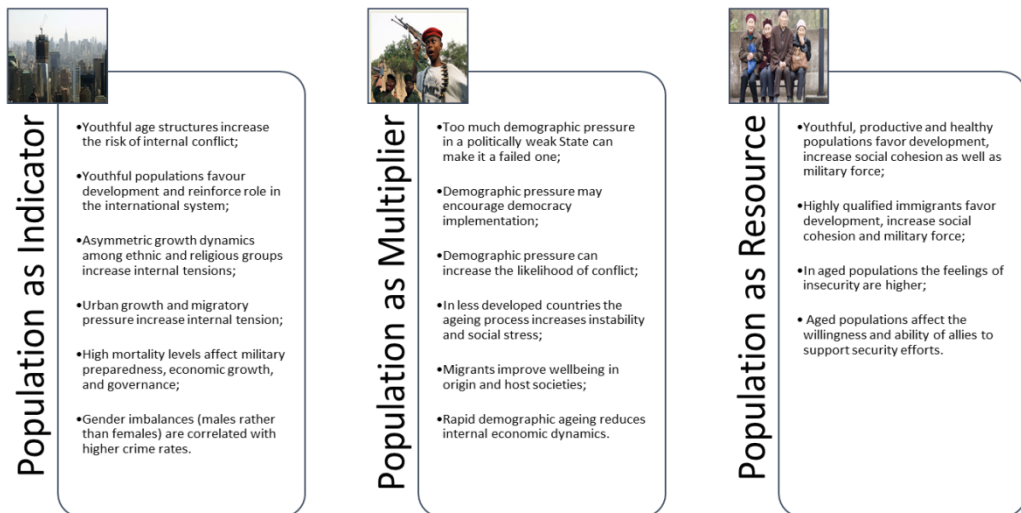 Population as Indicator
•Youthful age structures increase
the risk of internal conflict;
•Youthful populations favour
development and reinforce role in
the international system;
•Asymmetric growth dynamics
among ethnic and religious groups
increase internal tensions;
•Urban growth and migratory
pressure increase internal tension;
•High mortality levels affect military
preparedness, economic growth,
and governance;
•Gender imbalances (males rather
than females) are correlated with
higher crime rates.
Population as Multiplier
•Too much demographic pressure
in a politically weak State can
make it a failed one;
•Demographic pressure may
encourage democracy
implementation;
•Demographic pressure can
increase the likelihood of conflict;
•In less developed countries the
ageing process increases instability
and social stress;
•Migrants improve wellbeing in
origin and host societies;
•Rapid demographic ageing reduces
internal economic dynamics.
Population as Resource
•Youthful, productive and healthy
populations favor development,
increase social cohesion as well as
military force;
•Highly qualified immigrants favor
development, increase social
cohesion and military force;
•In aged populations the feelings of
insecurity are higher;
• Aged populations affect the
willingness and ability of allies to
support security efforts.